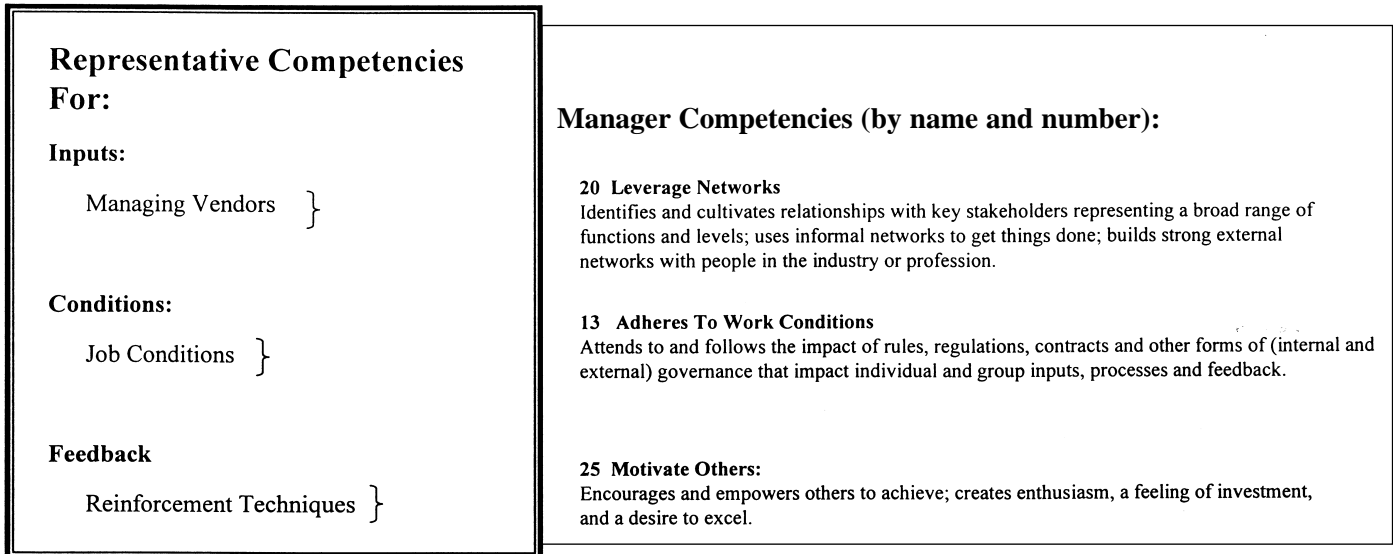 Representative Competencies
For:
Inputs:
Managing Vendors }
Conditions:
Job Conditions }
Feedback
Reinforcement Techniques }
Manager Competencies (by name and number):
20 Leverage Networks
Identifies and cultivates relationships with key stakeholders representing a broad range of
functions and levels; uses informal networks to get things done; builds strong external
networks with people in the industry or profession.
13 Adheres To Work Conditions
Attends to and follows the impact of rules, regulations, contracts and other forms of (internal and
external) governance that impact individual and group inputs, processes and feedback.
25 Motivate Others:
Encourages and empowers others to achieve; creates enthusiasm, a feeling of investment,
and a desire to excel.